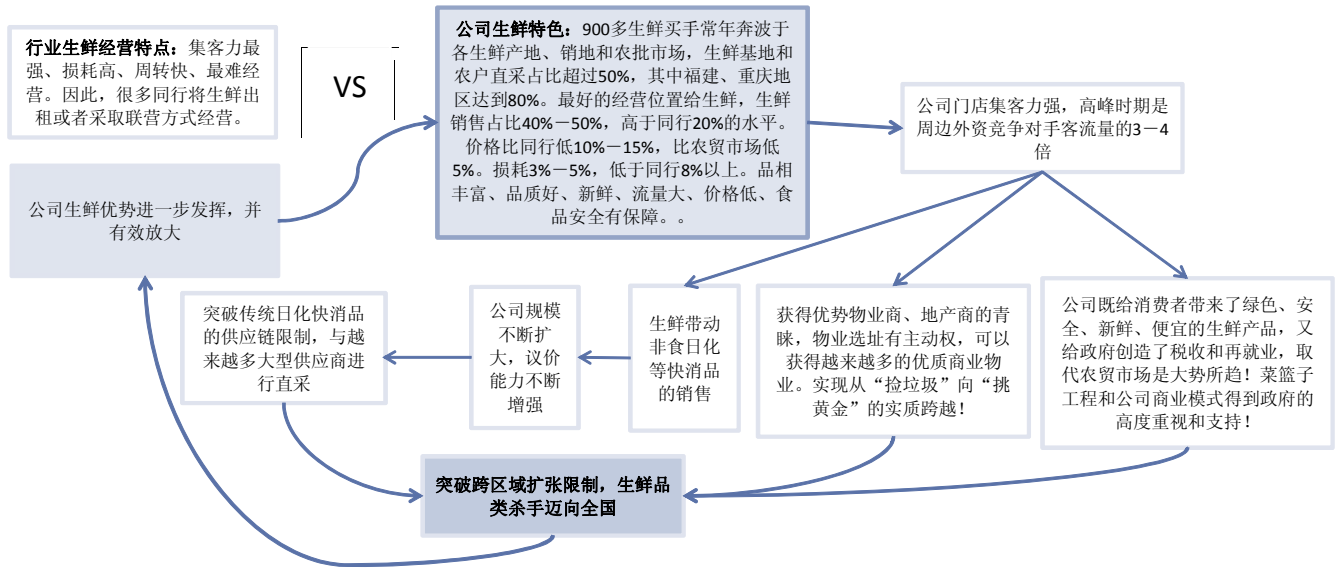 行业生鲜经营特点：集客力最
强、损耗高、周转快、最难经
营。因此，很多同行将生鲜出
租或者采取联营方式经营。
VS
公司生鲜特色：900多生鲜买手常年奔波于
各生鲜产地、销地和农批市场，生鲜基地和
农户直采占比超过50%，其中福建、重庆地
区达到80%。最好的经营位置给生鲜，生鲜
销售占比40%－50%，高于同行20%的水平。
价格比同行低10%－15%，比农贸市场低
5%。损耗3%－5%，低于同行8%以上。品相
丰富、品质好、新鲜、流量大、价格低、食
品安全有保障。。
公司门店集客力强，高峰时期是
周边外资竞争对手客流量的3－4
倍
公司生鲜优势进一步发挥，并
有效放大
突破传统日化快消品
的供应链限制，与越
来越多大型供应商进
行直采
公司规模
不断扩
大，议价
能力不断
增强
生鲜带动
非食日化
等快消品
的销售
获得优势物业商、地产商的青
睐，物业选址有主动权，可以
获得越来越多的优质商业物
业。实现从“捡垃圾”向“挑
黄金”的实质跨越！
公司既给消费者带来了绿色、安
全、新鲜、便宜的生鲜产品，又
给政府创造了税收和再就业，取
代农贸市场是大势所趋！菜篮子
工程和公司商业模式得到政府的
高度重视和支持！
突破跨区域扩张限制，生鲜品
类杀手迈向全国